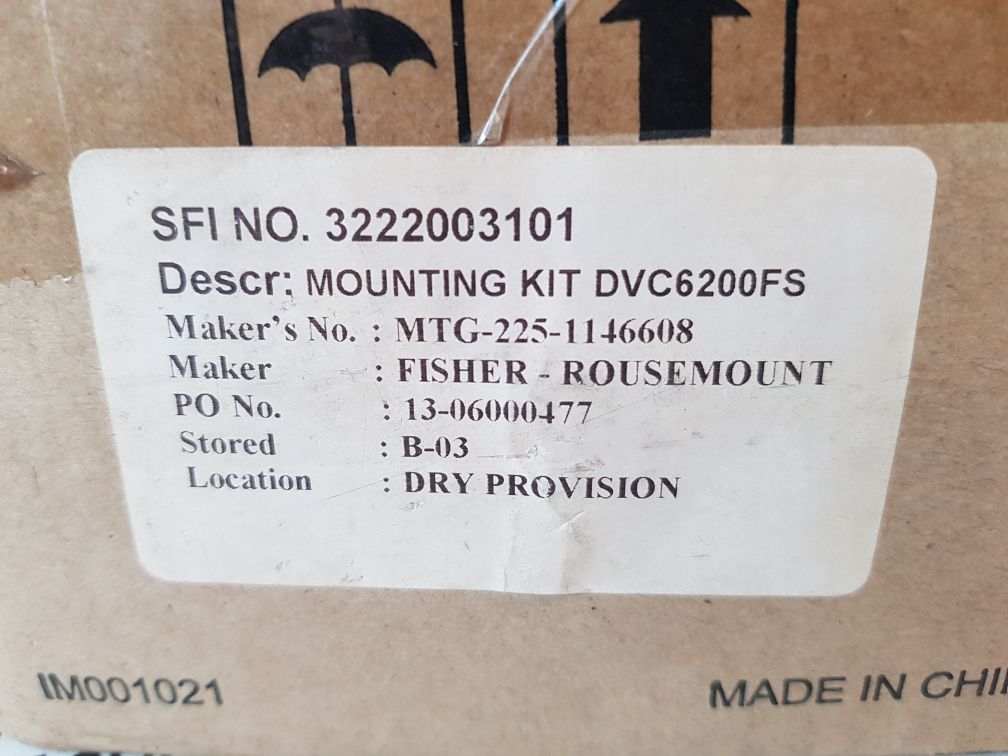 SFI NO. 3222003101
Descr: MOUNTING KIT DVC6200FS
Maker's No. : MTG-225-1146608
Maker : FISHER - ROUSEMOUNT
PO No. : 13-06000477
Stored : B-03
Location : DRY PROVISION
IM001021
MADE IN